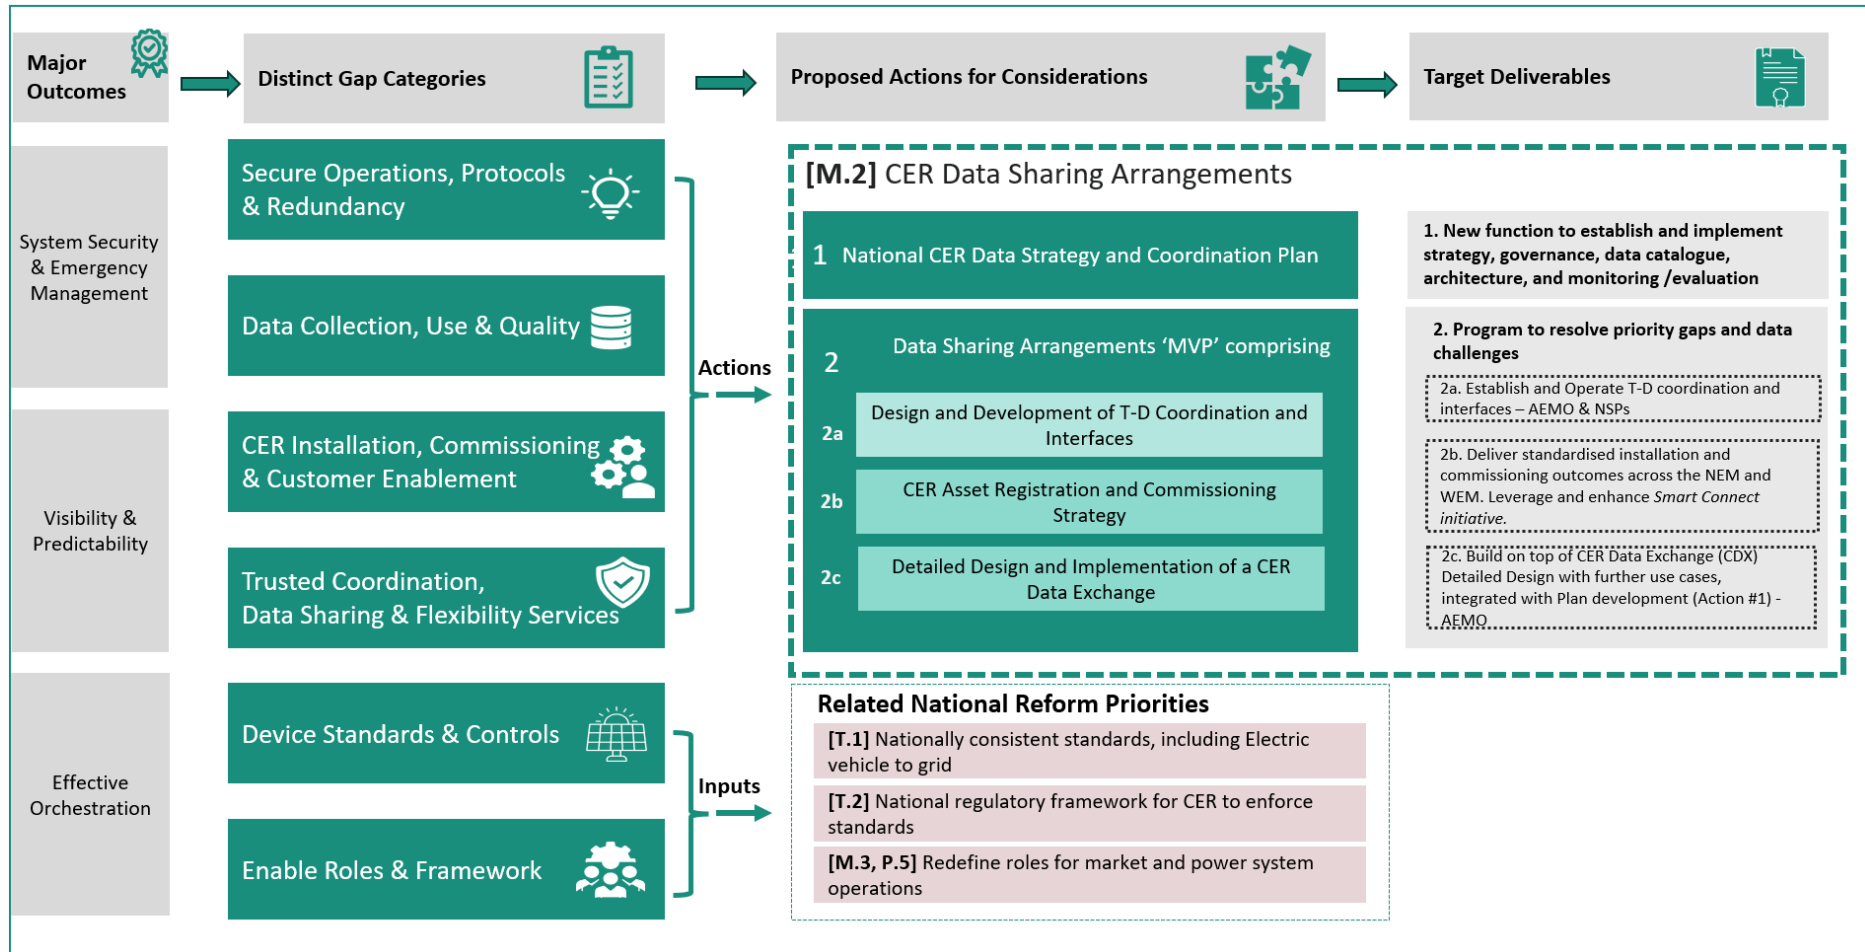 Major
Outcomes
Distinct Gap Categories
Proposed Actions for Considerations
Target Deliverables
System Security
& Emergency
Management
Visibility &
Predictability
Effective
Orchestration
Secure Operations, Protocols
& Redundancy
Data Collection, Use & Quality
CER Installation, Commissioning
& Customer Enablement
Trusted Coordination,
Data Sharing & Flexibility Services
Device Standards & Controls
Enable Roles & Framework
Actions
Inputs
[M.2] CER Data Sharing Arrangements
1 National CER Data Strategy and Coordination Plan
2 Data Sharing Arrangements ‘MVP’ comprising
2a Design and Development of T-D Coordination and
Interfaces
2b CER Asset Registration and Commissioning
Strategy
2c Detailed Design and Implementation of a CER
Data Exchange
1. New function to establish and implement
strategy, governance, data catalogue,
architecture, and monitoring /evaluation
2. Program to resolve priority gaps and data
challenges
2a. Establish and Operate T-D coordination and
interfaces – AEMO & NSPs
2b. Deliver standardised installation and
commissioning outcomes across the NEM and
WEM. Leverage and enhance Smart Connect
initiative.
2c. Build on top of CER Data Exchange (CDX)
Detailed Design with further use cases,
integrated with Plan development (Action #1) -
AEMO
Related National Reform Priorities
[T.1] Nationally consistent standards, including Electric
vehicle to grid
[T.2] National regulatory framework for CER to enforce
standards
[M.3, P.5] Redefine roles for market and power system
operations